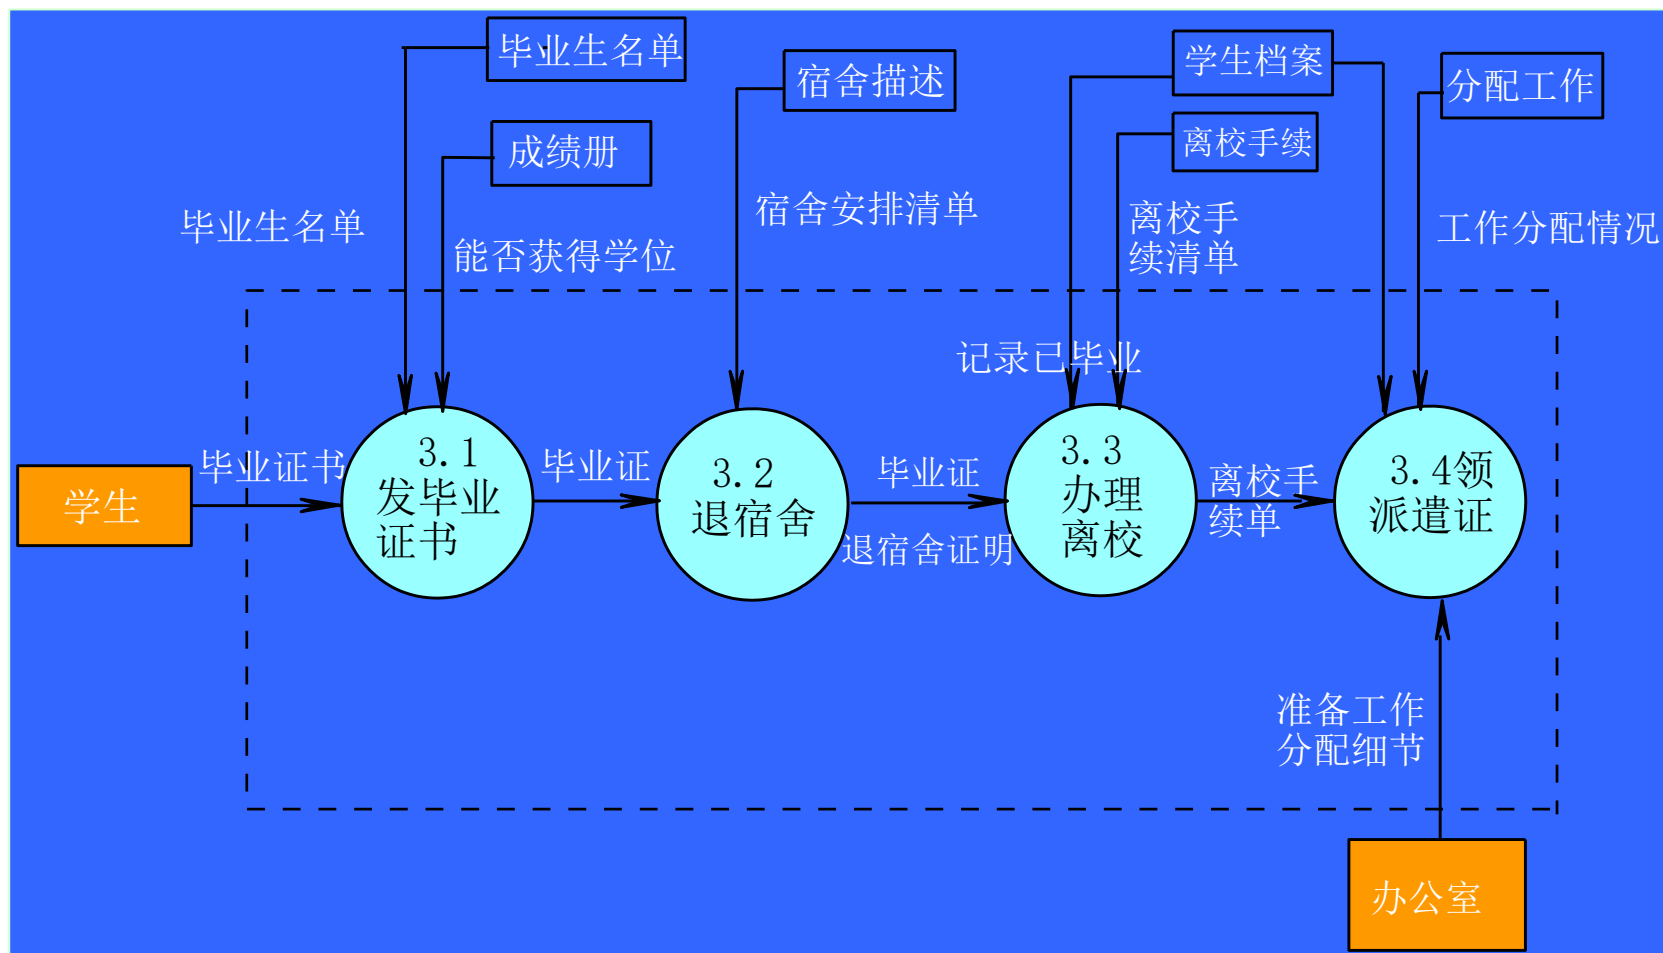 毕业生名单
成绩册
宿舍描述
学生档案
离校手续
分配工作
毕业生名单
能否获得学位
宿舍安排清单
离校手
续清单
工作分配情况
记录已毕业
学生
毕业证书
3.1
发毕业
证书
毕业证
3.2
退宿舍
毕业证
退宿舍证明
3.3
办理
离校
离校手
续单
3.4领
派遣证
准备工作
分配细节
办公室